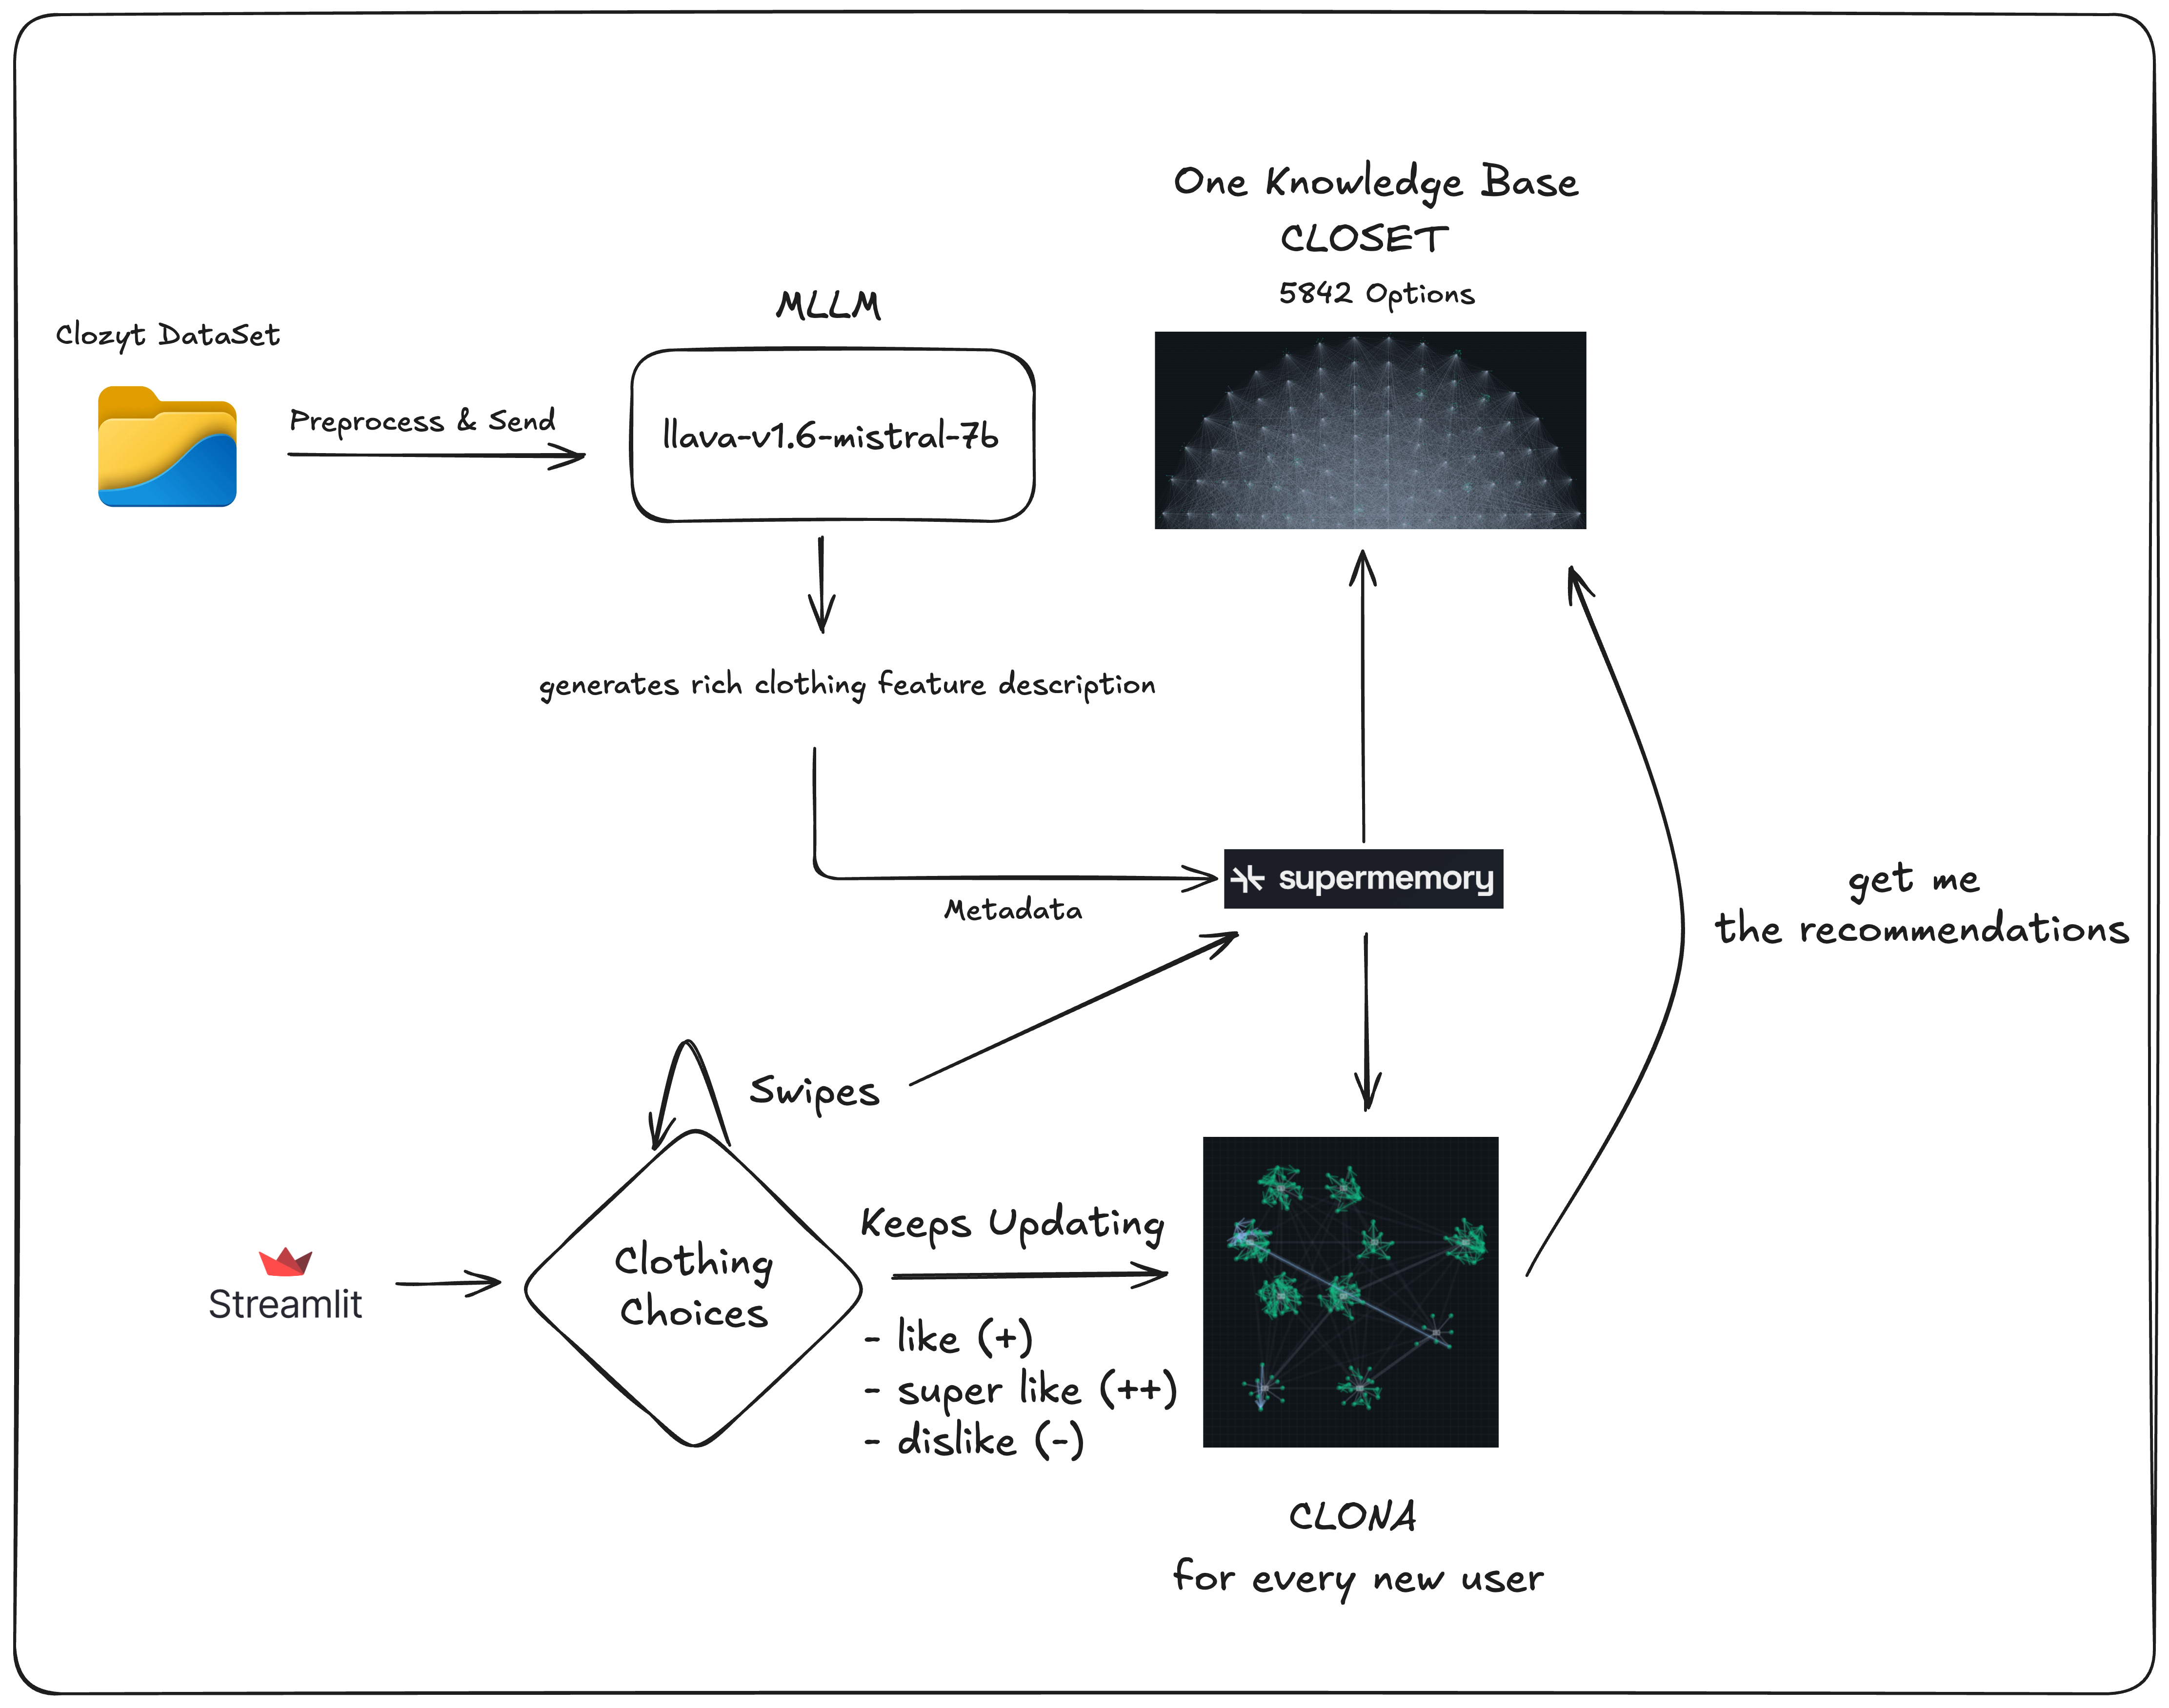 One Knowledge Base
CLOSET
5842 Options
MLLM
Clozyt DataSet
Preprocess & Send
llava-v1.6-mistral-7b
generates rich clothing feature description
supermemory
Metadata
get me
the recommendations
Swipes
Keeps Updating
Clothing
Choices
Streamlit
- like (+)
- super like (++)
- dislike (-)
CLONA
for every new user